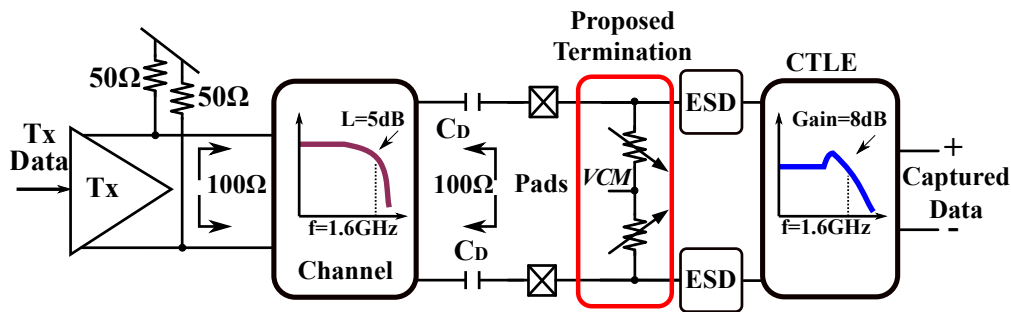 Proposed
Termination
50Ω
50Ω
Tx
Data
Tx
100Ω
L=5dB
f=1.6GHz
Channel
CD
100Ω
CD
Pads
VCM
ESD
ESD
CTLE
Gain=8dB
f=1.6GHz
+
Captured
Data
-